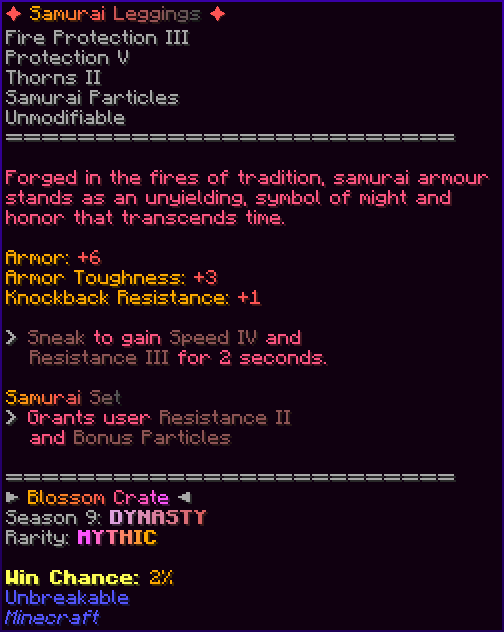 ✦ Samurai Leggings ✦
Fire Protection III
Protection V
Thorns II
Samurai Particles
Unmodifiable
============================
Forged in the fires of tradition, samurai armour
stands as an unyielding, symbol of might and
honor that transcends time.
Armor: +6
Armor Toughness: +3
Knockback Resistance: +1
> Sneak to gain Speed IV and
Resistance III for 2 seconds.
Samurai Set
> Grants user Resistance II
and Bonus Particles
============================
► Blossom Crate ◄
Season 9: DYNASTY
Rarity: MYTHIC
Win Chance: 2%
Unbreakable
Minecraft